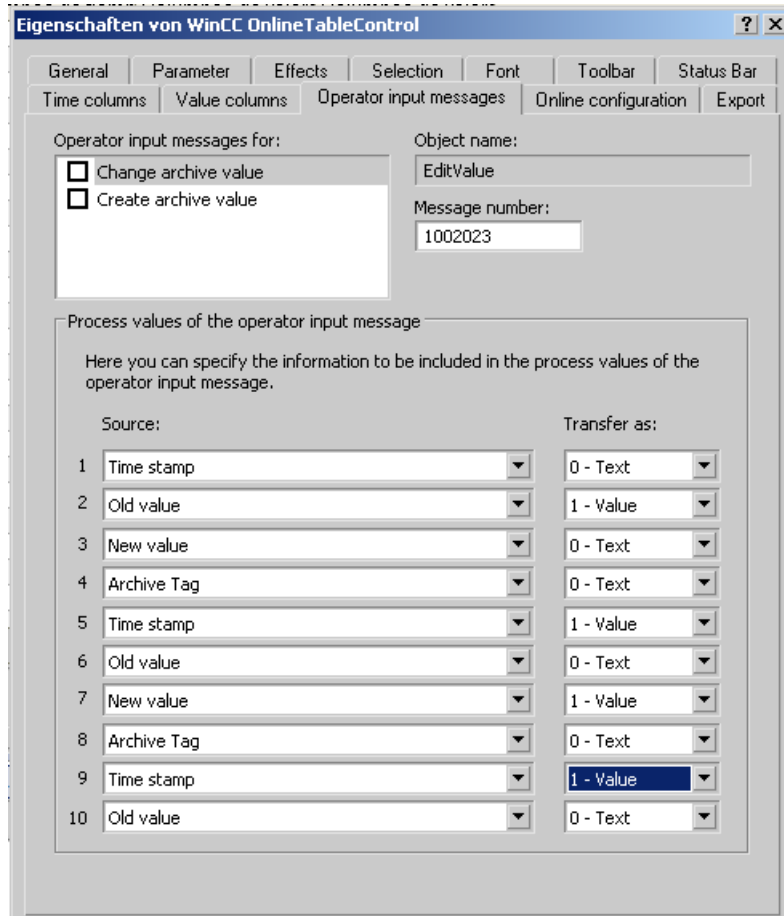 Eigenschaften von WinCC OnlineTableControl
General Parameter Effects Selection Font Toolbar Status Bar
Time columns Value columns Operator input messages Online configuration Export
Operator input messages for: Object name:
Change archive value EditValue
Create archive value Message number:
1002023
Process values of the operator input message
Here you can specify the information to be included in the process values of the
operator input message.
Source: Transfer as:
1 Time stamp 0 - Text
2 Old value 1 - Value
3 New value 0 - Text
4 Archive Tag 0 - Text
5 Time stamp 1 - Value
6 Old value 0 - Text
7 New value 1 - Value
8 Archive Tag 0 - Text
9 Time stamp 1 - Value
10 Old value 0 - Text